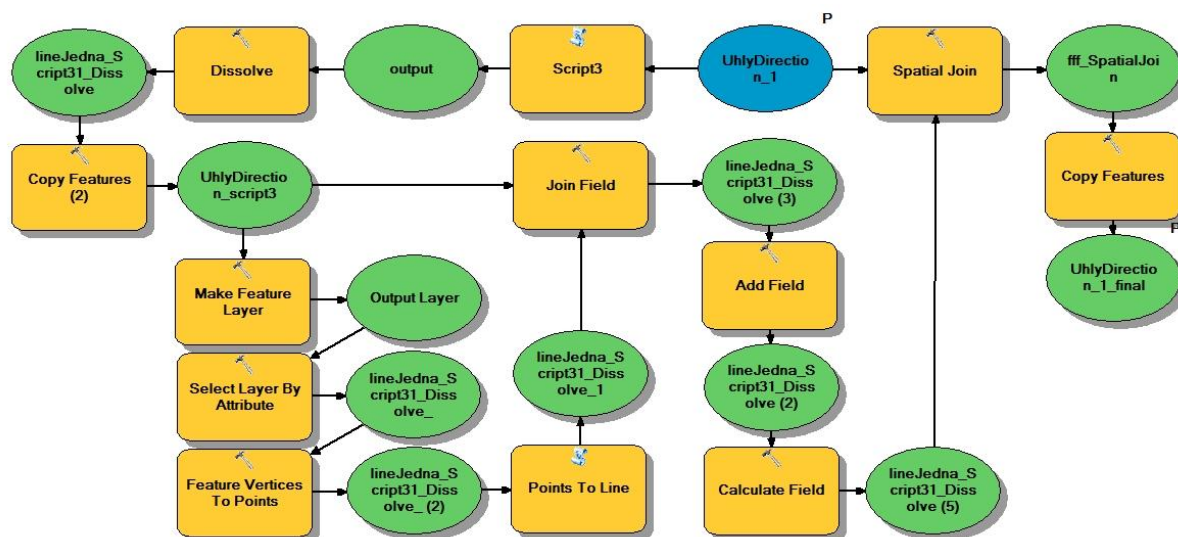 P
lineJedna_S
cript31_Diss
olve
Dissolve
output
Script3
UhlyDirectio
n_1
Spatial Join
fff_SpatialJoi
n
Copy Features
(2)
UhlyDirectio
n_script3
Join Field
lineJedna_S
cript31_Diss
olve (3)
Copy Features
P
Make Feature
Layer
Output Layer
Add Field
UhlyDirectio
n_1_final
Select Layer By
Attribute
lineJedna_S
cript31_Diss
olve_
lineJedna_S
cript31_Diss
olve_1
lineJedna_S
cript31_Diss
olve (2)
Feature Vertices
To Points
lineJedna_S
cript31_Diss
olve_ (2)
Points To Line
Calculate Field
lineJedna_S
cript31_Diss
olve (5)